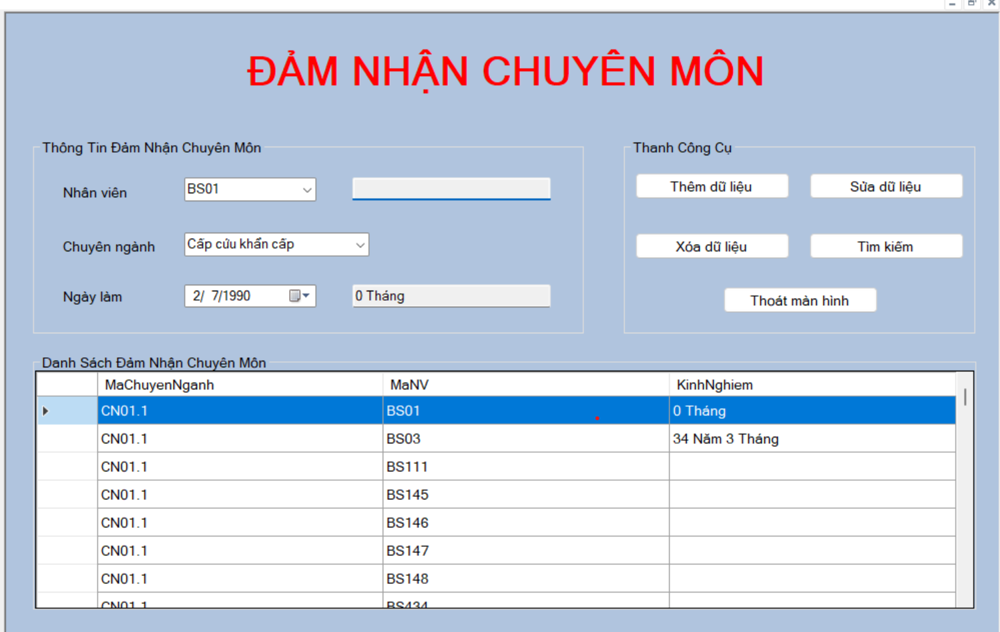 ĐẢM NHẬN CHUYÊN MÔN
Thông Tin Đảm Nhận Chuyên Môn
Nhân viên BS01
Chuyên ngành Cấp cứu khẩn cấp
Ngày làm 2/ 7/1990 0 Tháng
Thanh Công Cụ
Thêm dữ liệu Sửa dữ liệu
Xóa dữ liệu Tìm kiếm
Thoát màn hình
Danh Sách Đảm Nhận Chuyên Môn
MaChuyenNganh MaNV KinhNghiem
CN01.1 BS01 0 Tháng
CN01.1 BS03 34 Năm 3 Tháng
CN01.1 BS111
CN01.1 BS145
CN01.1 BS146
CN01.1 BS147
CN01.1 BS148
CN01.1 BS434